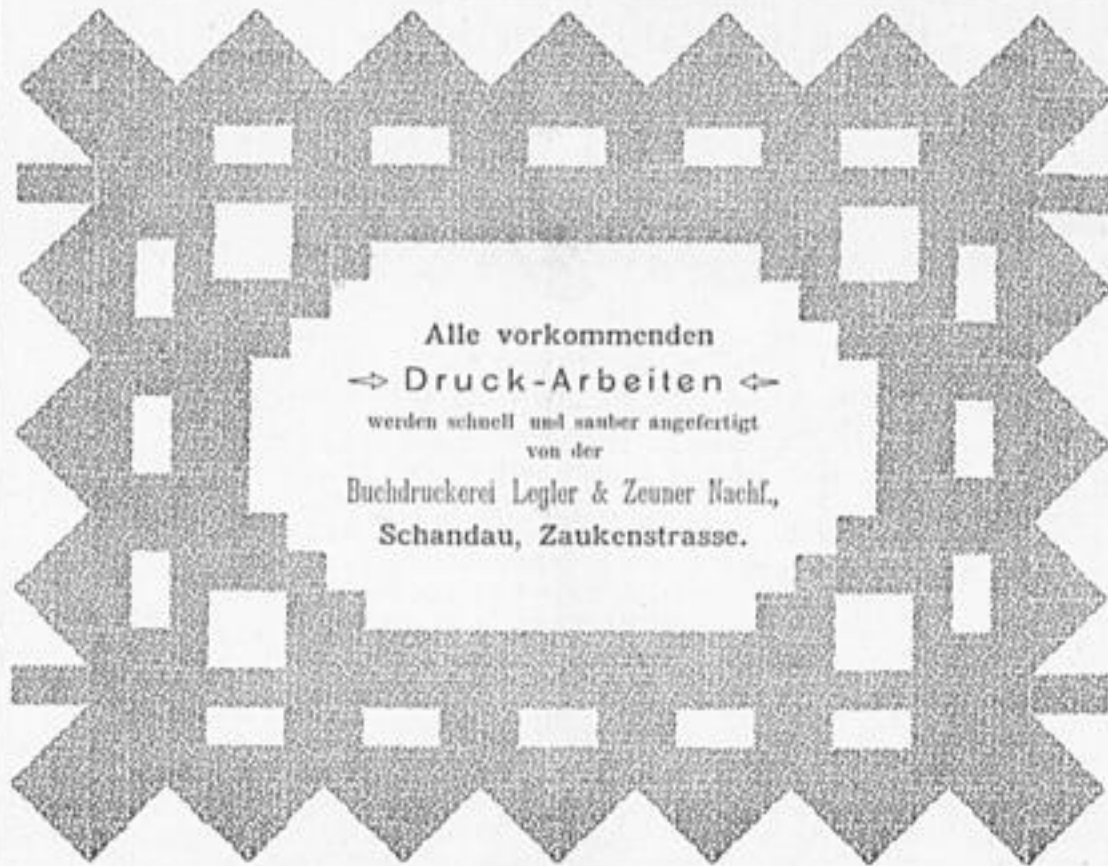 Alle vorkommenden
Druck-Arbeiten
werden schnell und sauber angefertigt
von der
Buchdruckerei Legler & Zeuner Nachf.,
Schandau, Zaukenstrasse.